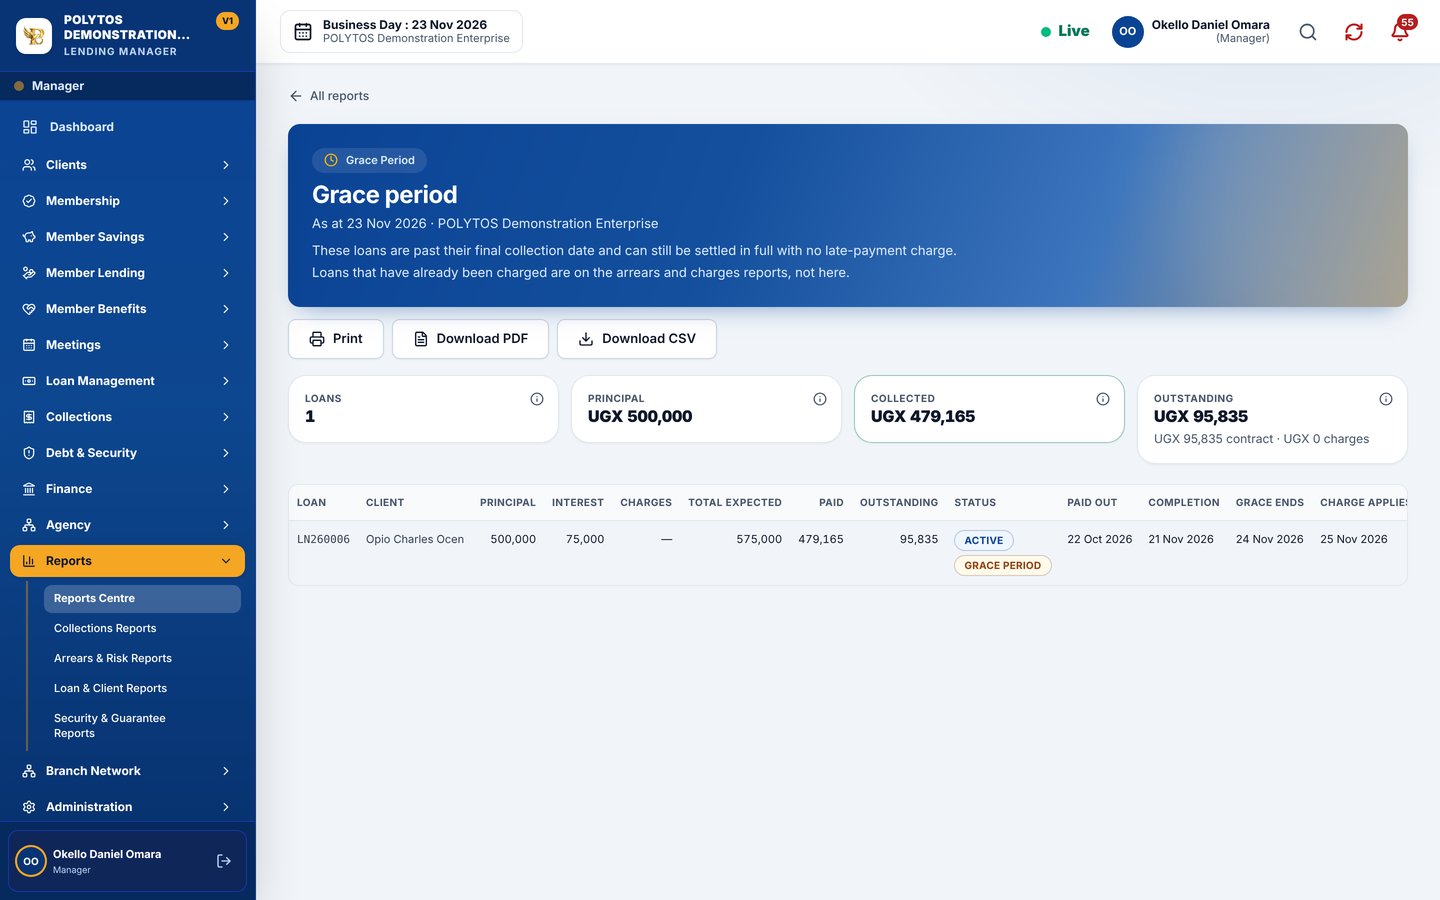 POLYTOS
DEMONSTRATION...
LENDING MANAGER
V1
Manager
Dashboard
Clients
Membership
Member Savings
Member Lending
Member Benefits
Meetings
Loan Management
Collections
Debt & Security
Finance
Agency
Reports
Reports Centre
Collections Reports
Arrears & Risk Reports
Loan & Client Reports
Security & Guarantee
Reports
Branch Network
Administration
OO
Okello Daniel Omara
Manager
Business Day : 23 Nov 2026
POLYTOS Demonstration Enterprise
Live
OO
Okello Daniel Omara
(Manager)
55
All reports
Grace Period
Grace period
As at 23 Nov 2026 · POLYTOS Demonstration Enterprise
These loans are past their final collection date and can still be settled in full with no late-payment charge.
Loans that have already been charged are on the arrears and charges reports, not here.
Print
Download PDF
Download CSV
LOANS
1
PRINCIPAL
UGX 500,000
COLLECTED
UGX 479,165
OUTSTANDING
UGX 95,835
UGX 95,835 contract · UGX 0 charges
LOAN CLIENT PRINCIPAL INTEREST CHARGES TOTAL EXPECTED PAID OUTSTANDING STATUS PAID OUT COMPLETION GRACE ENDS CHARGE APPLIES
LN260006 Opio Charles Ocen 500,000 75,000 — 575,000 479,165 95,835 ACTIVE 22 Oct 2026 21 Nov 2026 24 Nov 2026 25 Nov 2026
GRACE PERIOD